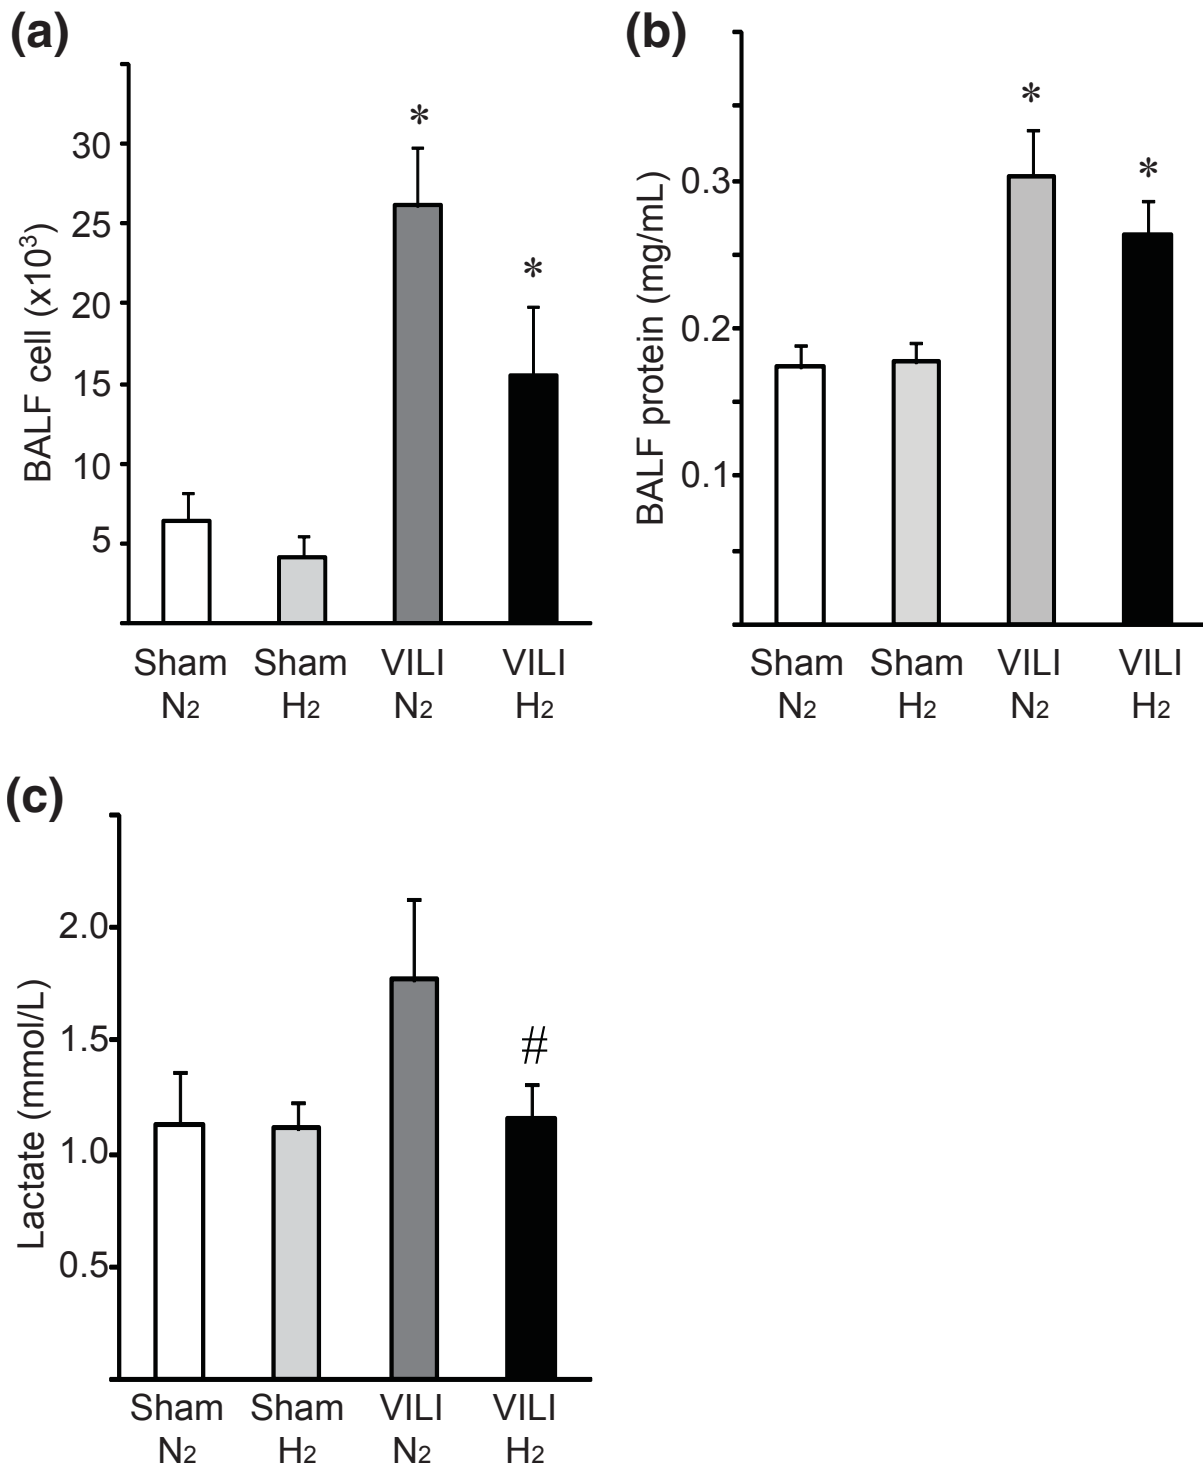 (a)
BALF cell (x10³)
30
25
20
15
10
5
*
*
Sham Sham VILI VILI
N2 H2 N2 H2
(b)
BALF protein (mg/mL)
0.3
0.2
0.1
*
*
Sham Sham VILI VILI
N2 H2 N2 H2
(c)
Lactate (mmol/L)
2.0
1.5
1.0
0.5
#
Sham Sham VILI VILI
N2 H2 N2 H2